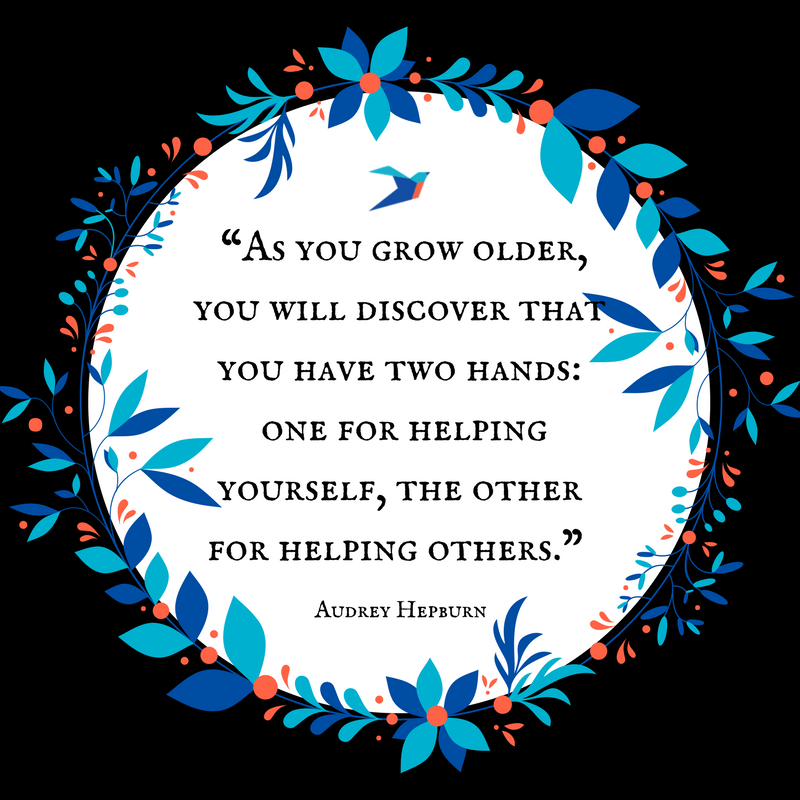 “As you grow older,
you will discover that
you have two hands:
one for helping
yourself, the other
for helping others.”
Audrey Hepburn